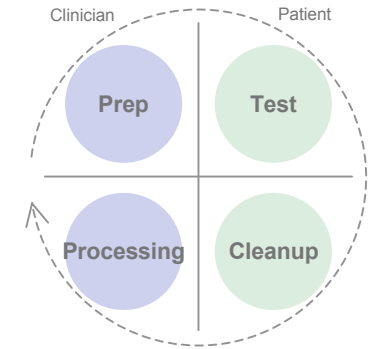 Clinician
Patient
Prep
Test
Processing
Cleanup